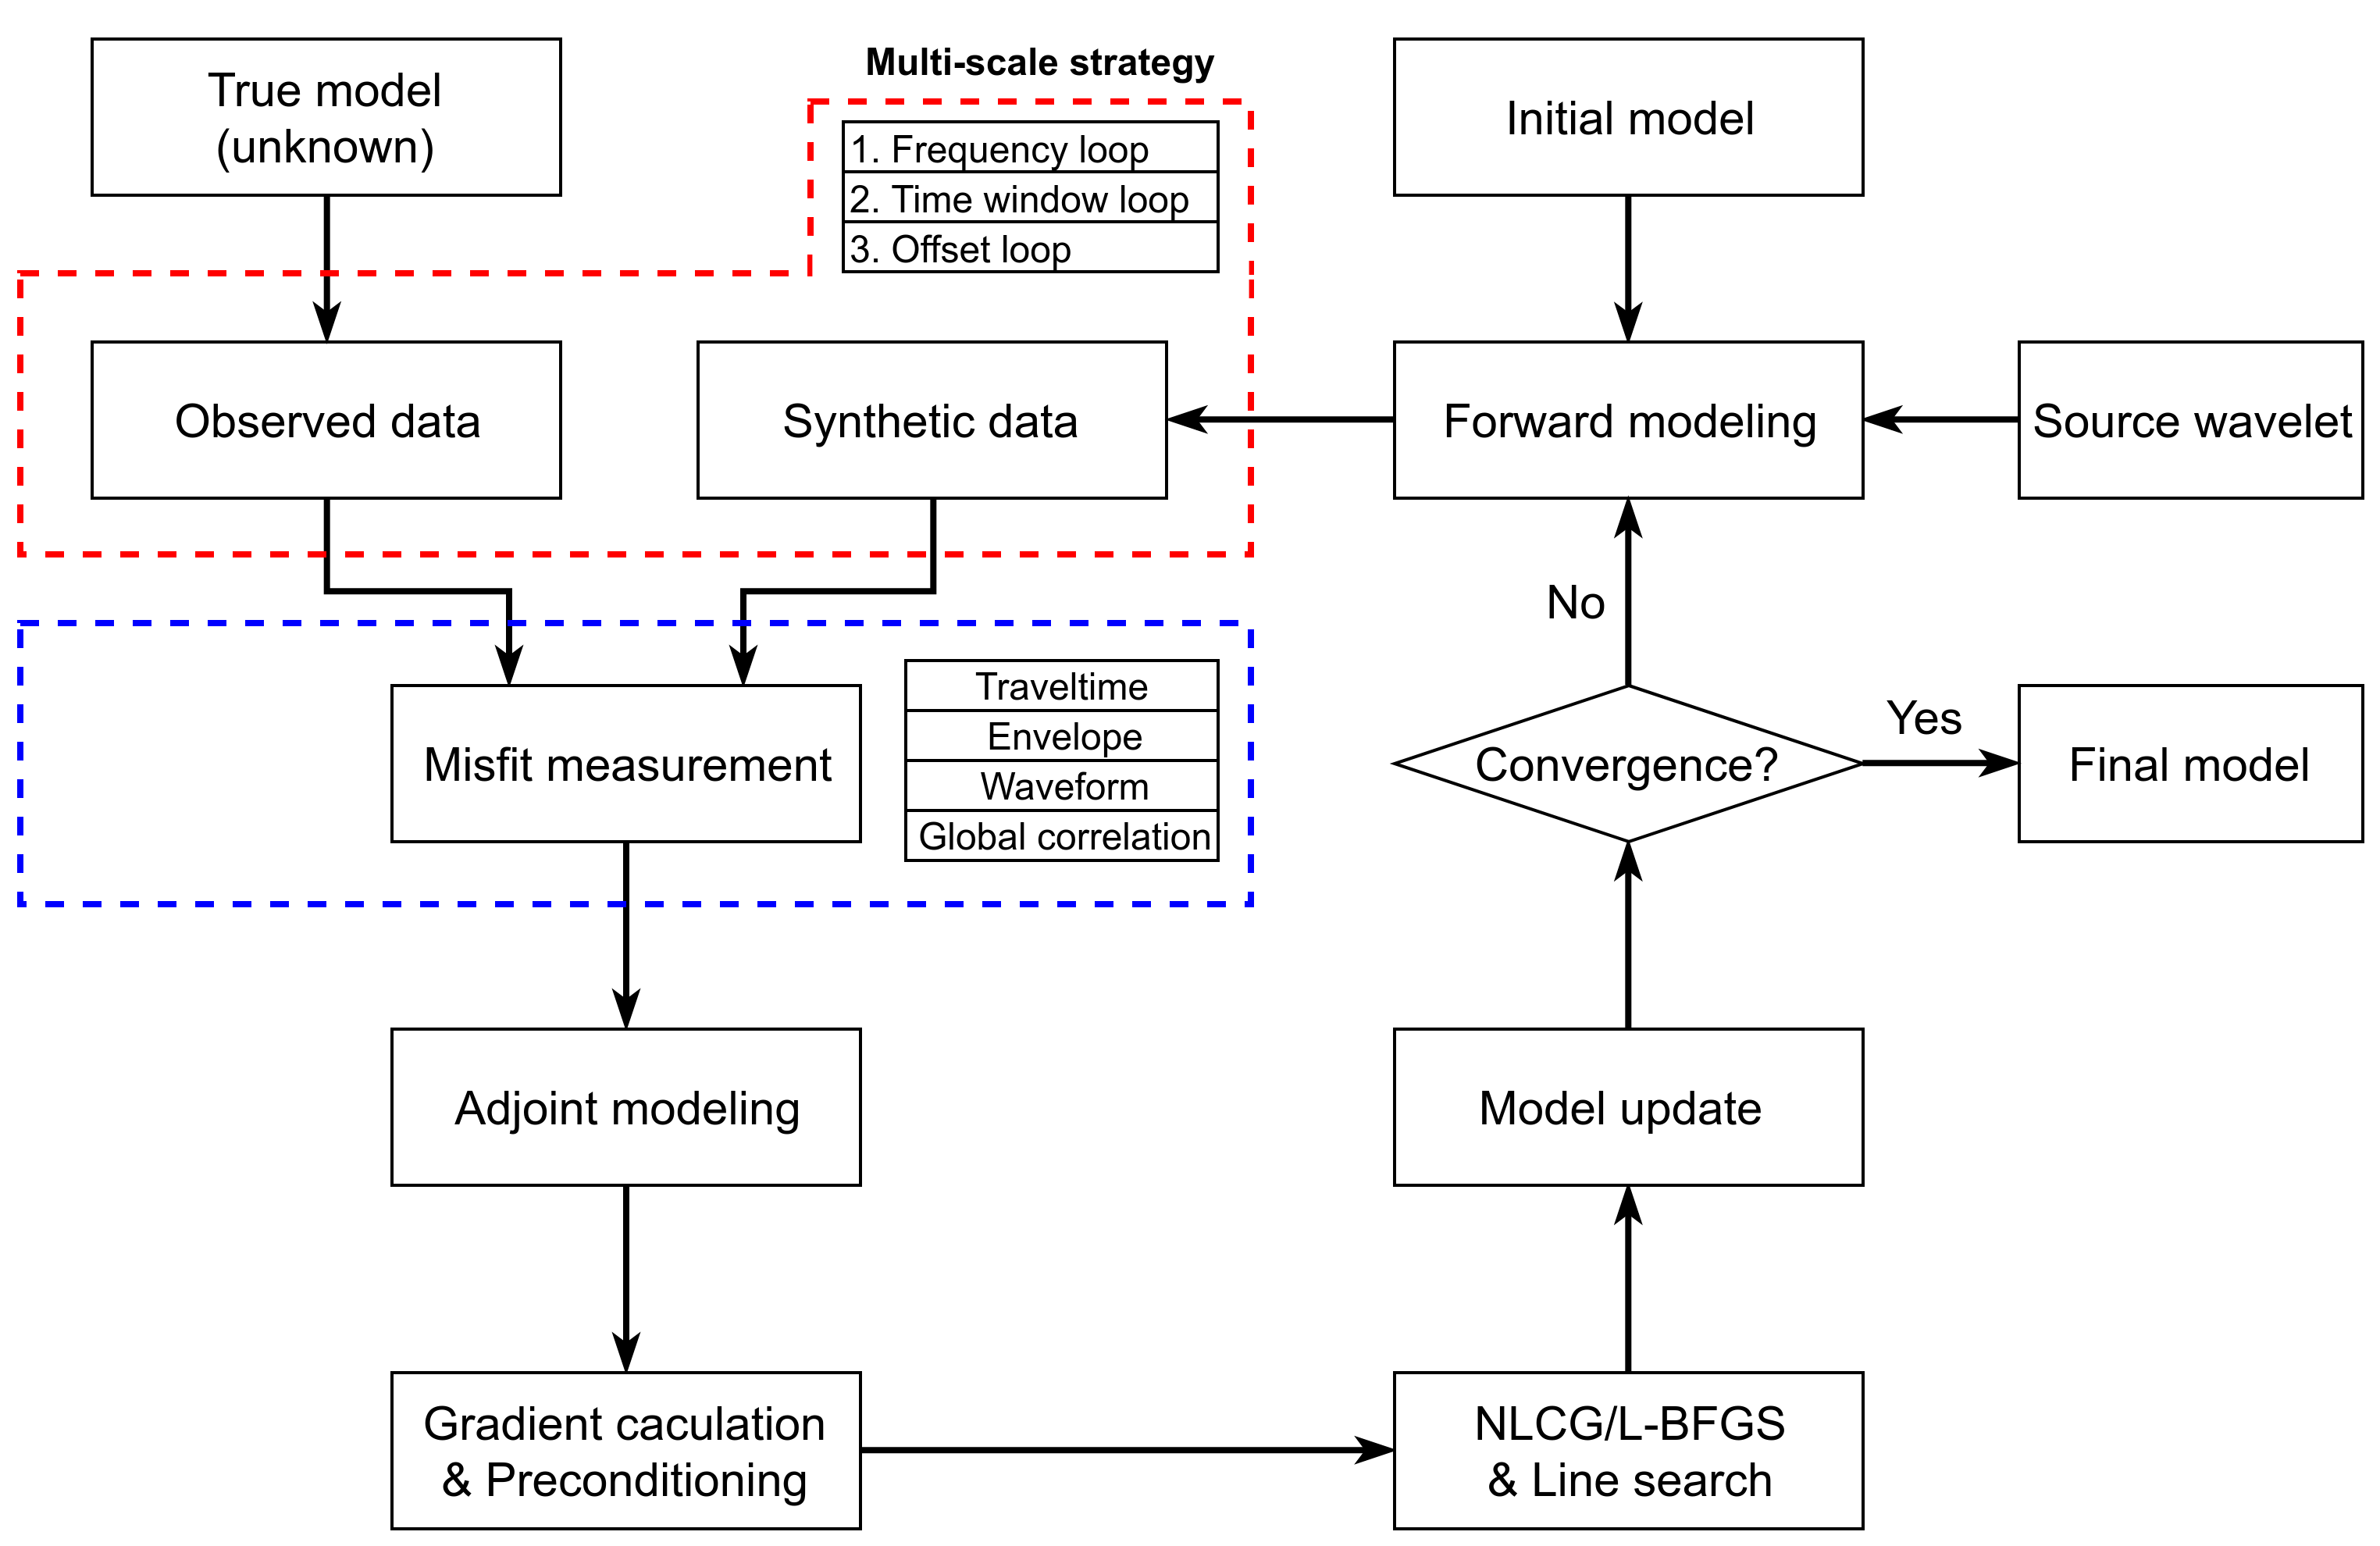 True model
(unknown)
Multi-scale strategy
1. Frequency loop
2. Time window loop
3. Offset loop
Initial model
Observed data
Synthetic data
Forward modeling
Source wavelet
No
Misfit measurement
Traveltime
Envelope
Waveform
Global correlation
Convergence?
Yes
Final model
Adjoint modeling
Model update
Gradient caculation
& Preconditioning
NLCG/L-BFGS
& Line search